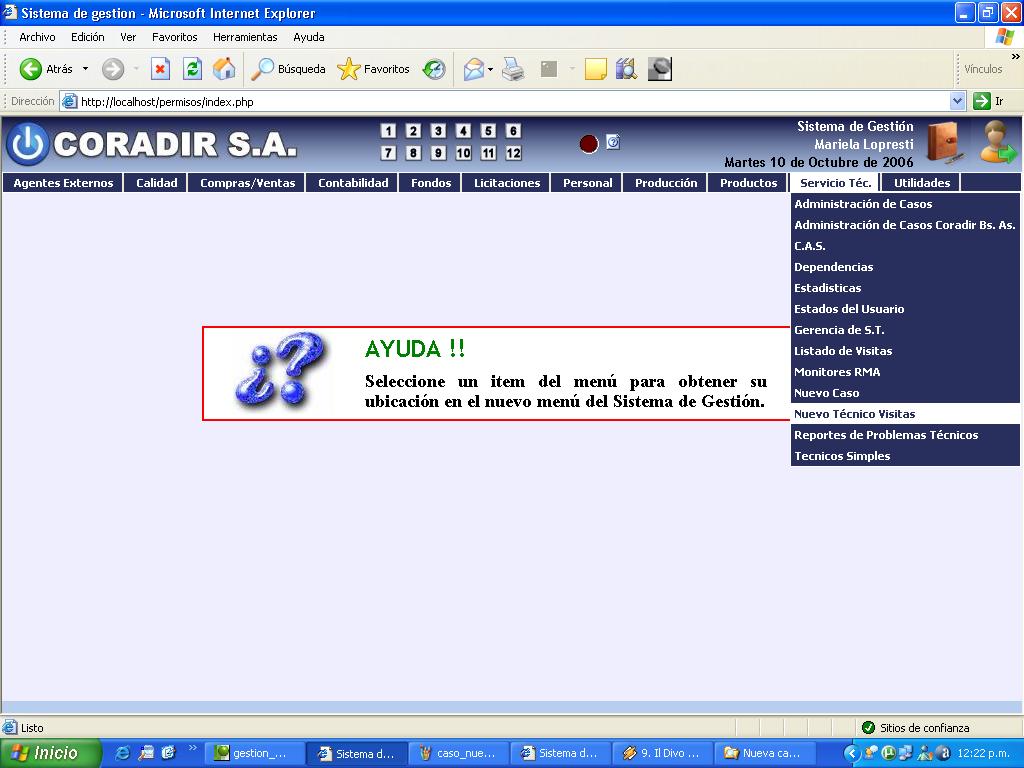 Sistema de gestion - Microsoft Internet Explorer
Archivo Edición Ver Favoritos Herramientas Ayuda
Atrás Búsqueda Favoritos Vínculos »
Dirección http://localhost/permisos/index.php Ir
CORADIR S.A.
1 2 3 4 5 6
7 8 9 10 11 12
Sistema de Gestión
Mariela Lopresti
Martes 10 de Octubre de 2006
Agentes Externos Calidad Compras/Ventas Contabilidad Fondos Licitaciones Personal Producción Productos Servicio Téc. Utilidades
Administración de Casos
Administración de Casos Coradir Bs. As.
C.A.S.
Dependencias
Estadisticas
Estados del Usuario
Gerencia de S.T.
Listado de Visitas
Monitores RMA
Nuevo Caso
Nuevo Técnico Visitas
Reportes de Problemas Técnicos
Tecnicos Simples
AYUDA !!
Seleccione un item del menú para obtener su
ubicación en el nuevo menú del Sistema de Gestión.
Listo Sitios de confianza
Inicio » gestion_... Sistema d... caso_nue... Sistema d... 9. Il Divo ... Nueva ca... 12:22 p.m.